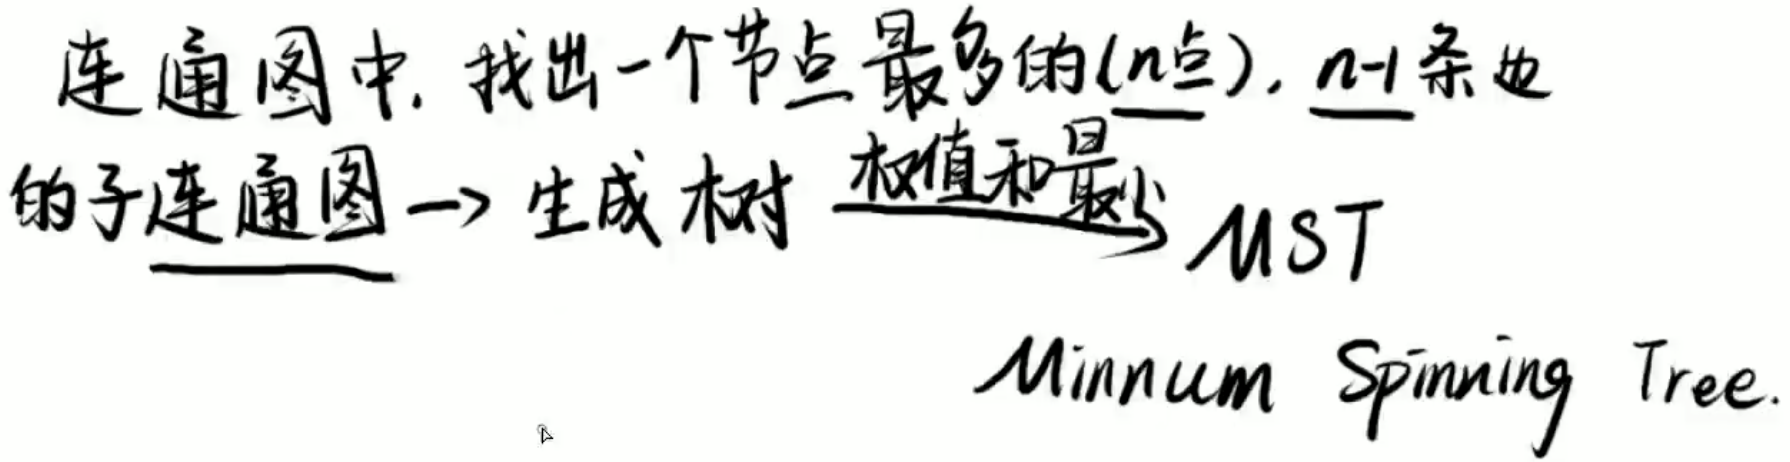 连通图中, 找出一个节点最多的(n点), n-1条边
的子连通图 → 生成树 权值和最小 MST
Minnum Spinning Tree.